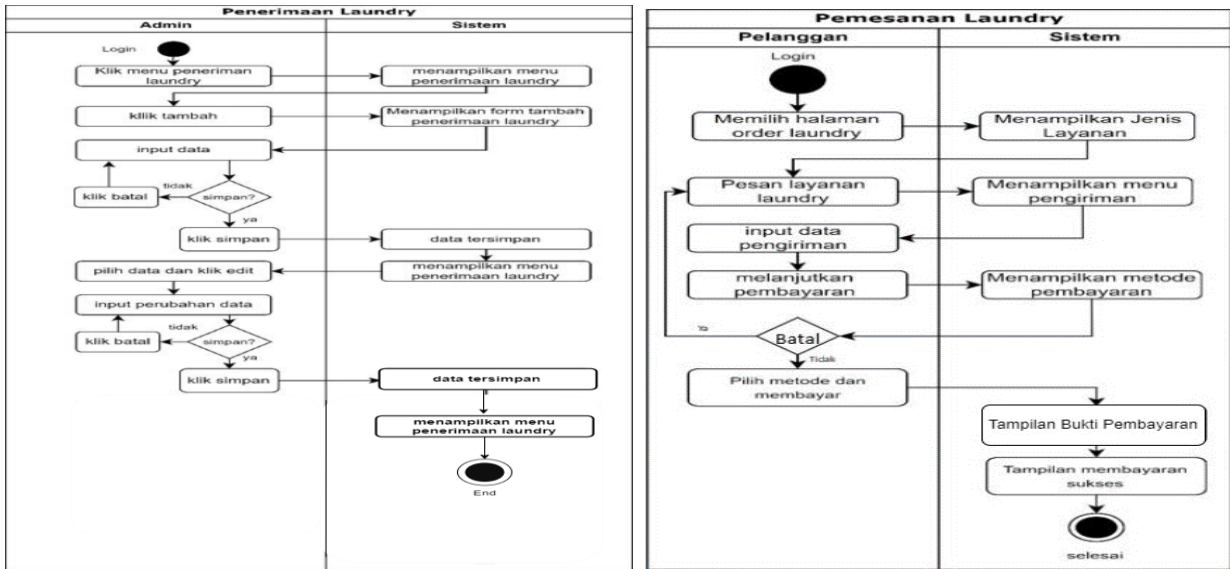 Penerimaan Laundry
Admin
Sistem
Login
Klik menu peneriman
laundry
menampilkan menu
penerimaan laundry
kllik tambah
Menampilkan form tambah
penerimaan laundry
input data
tidak
klik batal
simpan?
ya
klik simpan
data tersimpan
pilih data dan klik edit
menampilkan menu
penerimaan laundry
input perubahan data
tidak
klik batal
simpan?
ya
klik simpan
data tersimpan
menampilkan menu
penerimaan laundry
End
Pemesanan Laundry
Pelanggan
Sistem
Login
Memilih halaman
order laundry
Menampilkan Jenis
Layanan
Pesan layanan
laundry
Menampilkan menu
pengiriman
input data
pengiriman
melanjutkan
pembayaran
Menampilkan metode
pembayaran
Ya
Batal
Tidak
Pilih metode dan
membayar
Tampilan Bukti Pembayaran
Tampilan membayaran
sukses
selesai